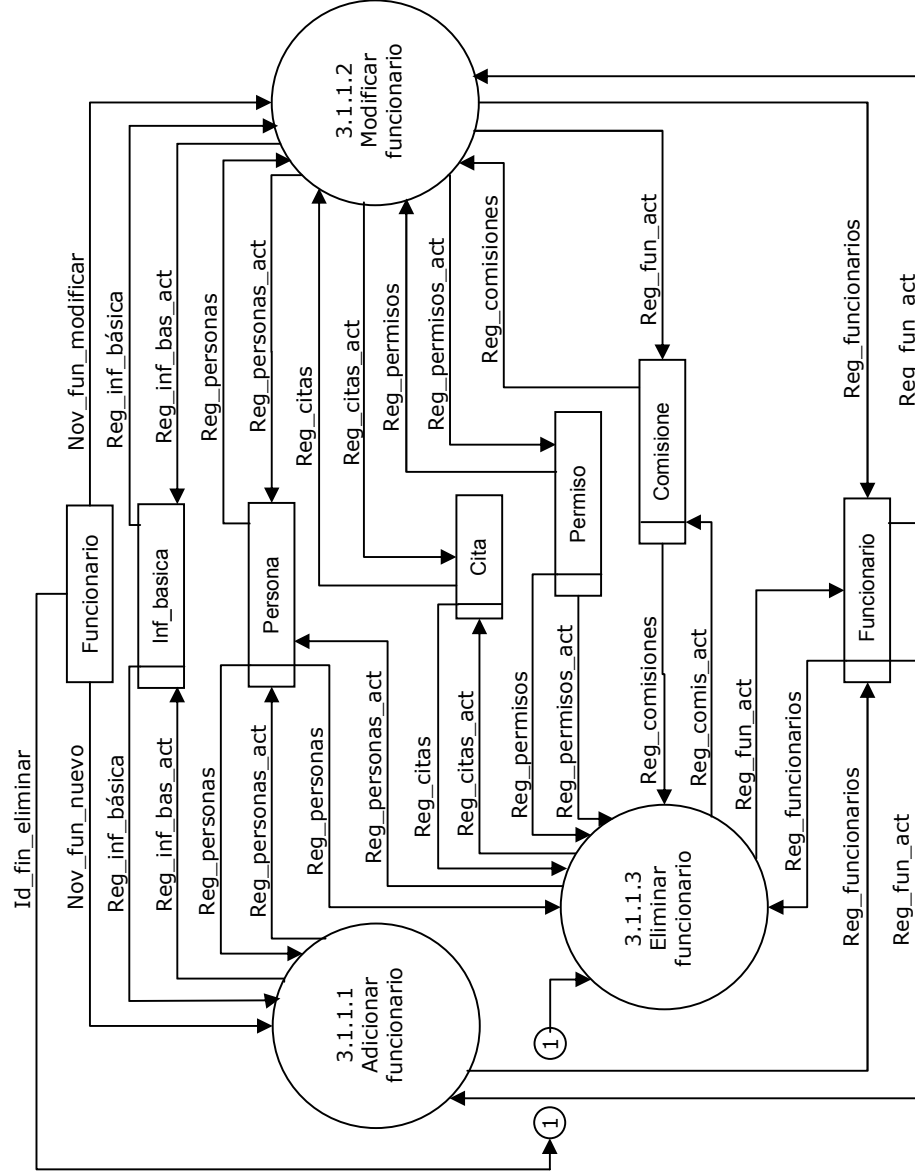 Id_fin_eliminar
Nov_fun_nuevo
Funcionario
Nov_fun_modificar
Reg_inf_básica
Reg_inf_básica
Reg_inf_bas_act
Inf_basica
Reg_inf_bas_act
Reg_personas
Reg_personas
Reg_personas_act
Persona
Reg_personas_act
Reg_personas
Reg_citas
3.1.1.1
Adicionar
funcionario
Reg_citas_act
3.1.1.2
Modificar
funcionario
Reg_personas_act
Reg_permisos
Reg_citas
Reg_permisos_act
Reg_citas_act
Cita
Reg_comisiones
Reg_permisos
1
1
Reg_permisos_act
Permiso
3.1.1.3
Eliminar
funcionario
Reg_comisiones
Comisione
Reg_fun_act
Reg_comis_act
Reg_fun_act
Reg_funcionarios
Reg_funcionarios
Funcionario
Reg_funcionarios
Reg_fun_act
Reg_fun_act